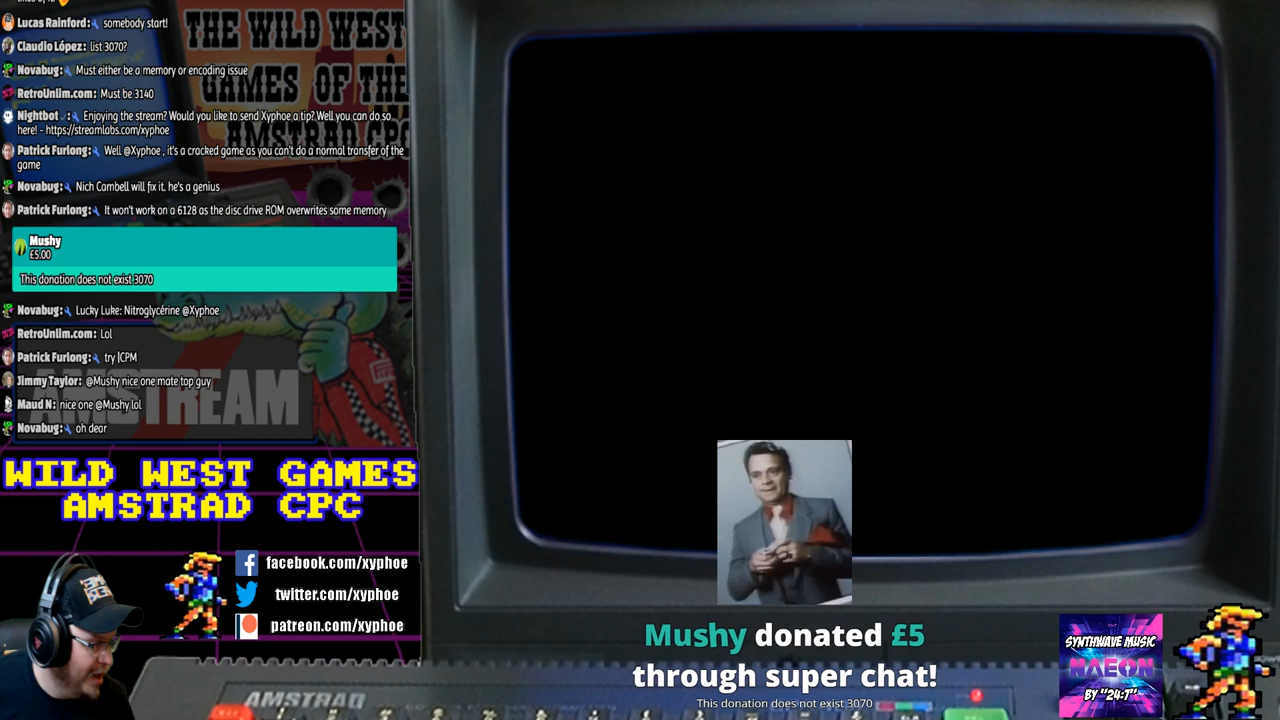 Lucas Rainford: somebody start!
Claudio López: list 3070?
Novabug: Must either be a memory or encoding issue
RetroUnlim.com: Must be 3140
Nightbot: Enjoying the stream? Would you like to send Xyphoe a tip? Well you can do so
here! - https://streamlabs.com/xyphoe
Patrick Furlong: Well @Xyphoe , it's a cracked game as you can't do a normal transfer of the
game
Novabug: Nich Cambell will fix it. he's a genius
Patrick Furlong: It won't work on a 6128 as the disc drive ROM overwrites some memory
Mushy
£5.00
This donation does not exist 3070
Novabug: Lucky Luke: Nitroglycérine @Xyphoe
RetroUnlim.com: Lol
Patrick Furlong: try |CPM
Jimmy Taylor: @Mushy nice one mate top guy
Maud N: nice one @Mushy lol
Novabug: oh dear
THE WILD WEST
GAMES OF THE
AMSTRAD CPC
AMSTREAM
WILD WEST GAMES
AMSTRAD CPC
facebook.com/xyphoe
twitter.com/xyphoe
patreon.com/xyphoe
AMSTRAD
Mushy donated £5
through super chat!
This donation does not exist 3070
SYNTHWAVE MUSIC
NAEON
BY "24:7"